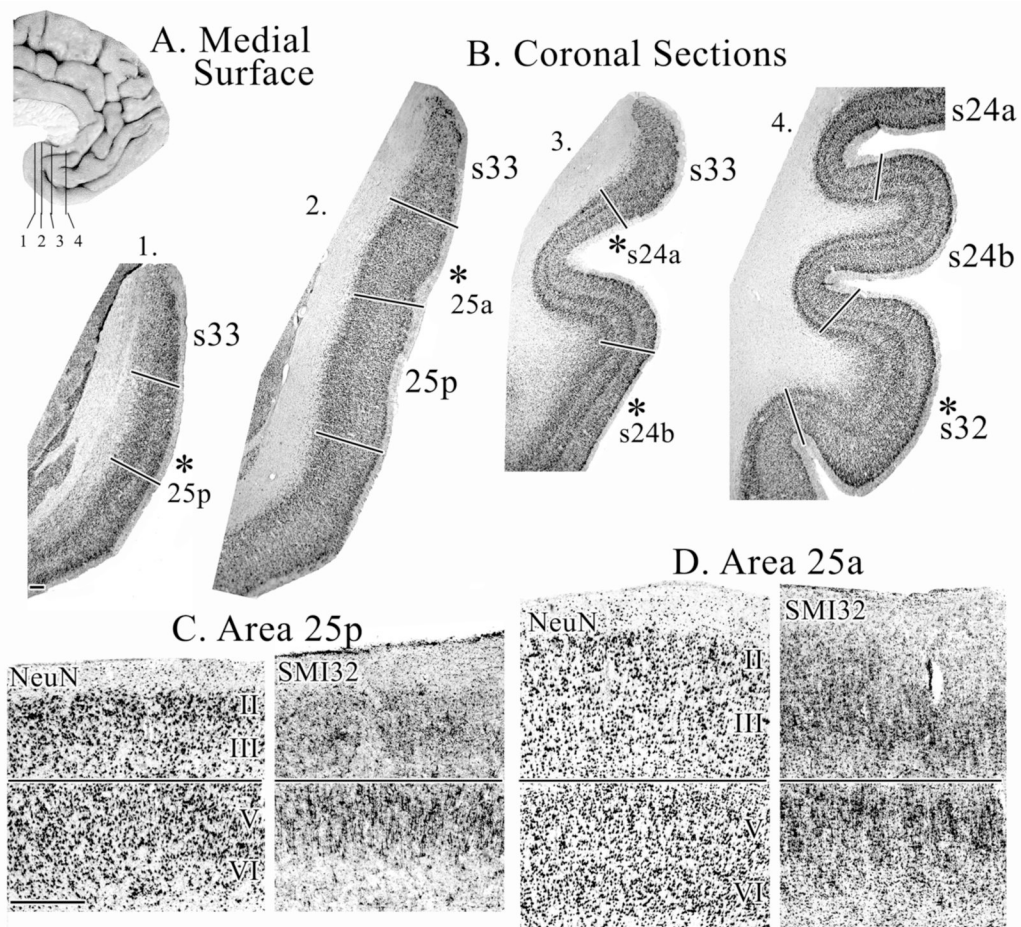 A. Medial
Surface
B. Coronal Sections
1 2 3 4
1.
s33
*
25p
2.
s33
*
25a
25p
3.
s33
*s24a
*
s24b
4.
s24a
s24b
*
s32
C. Area 25p
NeuN
II
III
V
VI
SMI32
D. Area 25a
NeuN
II
III
V
VI
SMI32